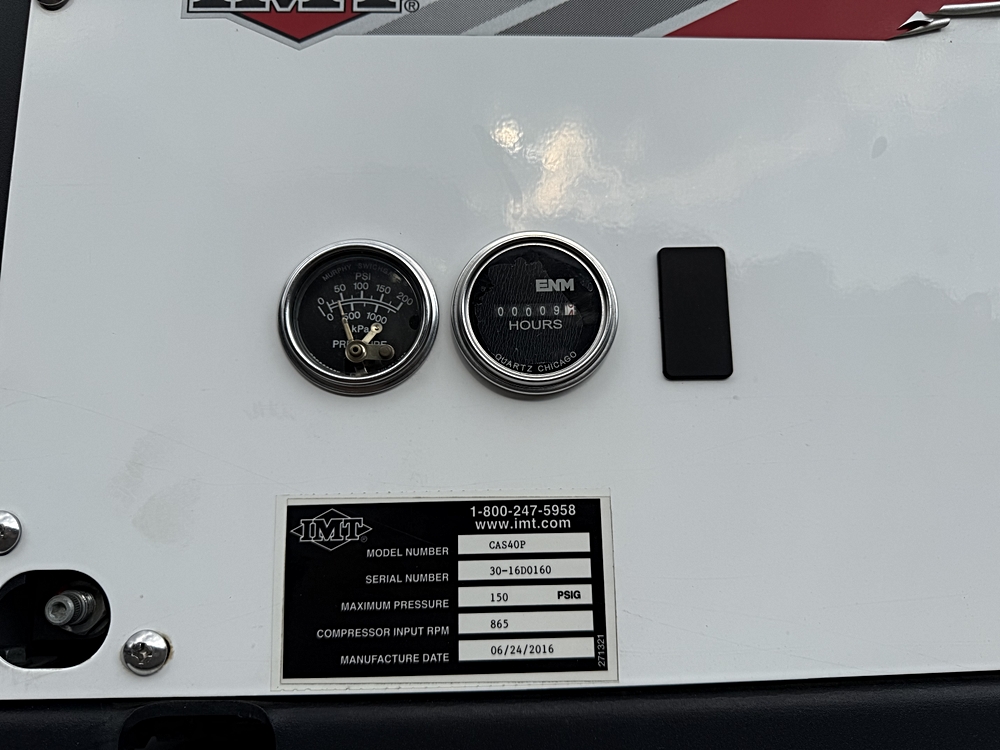 IMT®
MURPHY
PSI
0 50 100 150 200
0 500 1000
kPa
ENM
00009
HOURS
QUARTZ CHICAGO
IMT®
1-800-247-5958
www.imt.com
MODEL NUMBER CAS40P
SERIAL NUMBER 30-16D0160
MAXIMUM PRESSURE 150 PSIG
COMPRESSOR INPUT RPM 865
MANUFACTURE DATE 06/24/2016
271321